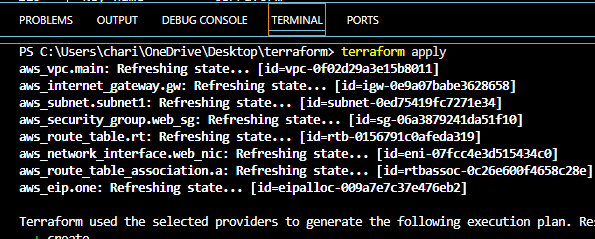 PROBLEMS OUTPUT DEBUG CONSOLE TERMINAL PORTS
PS C:\Users\chari\OneDrive\Desktop\terraform> terraform apply
aws_vpc.main: Refreshing state... [id=vpc-0f02d29a3e15b8011]
aws_internet_gateway.gw: Refreshing state... [id=igw-0e9a07babe3628658]
aws_subnet.subnet1: Refreshing state... [id=subnet-0ed75419fc7271e34]
aws_security_group.web_sg: Refreshing state... [id=sg-06a3879241da51f10]
aws_route_table.rt: Refreshing state... [id=rtb-0156791c0afeda319]
aws_network_interface.web_nic: Refreshing state... [id=eni-07fcc4e3d515434c0]
aws_route_table_association.a: Refreshing state... [id=rtbassoc-0c26e600f4658c28e]
aws_eip.one: Refreshing state... [id=eipalloc-009a7e7c37e476eb2]
Terraform used the selected providers to generate the following execution plan. Res
+ create